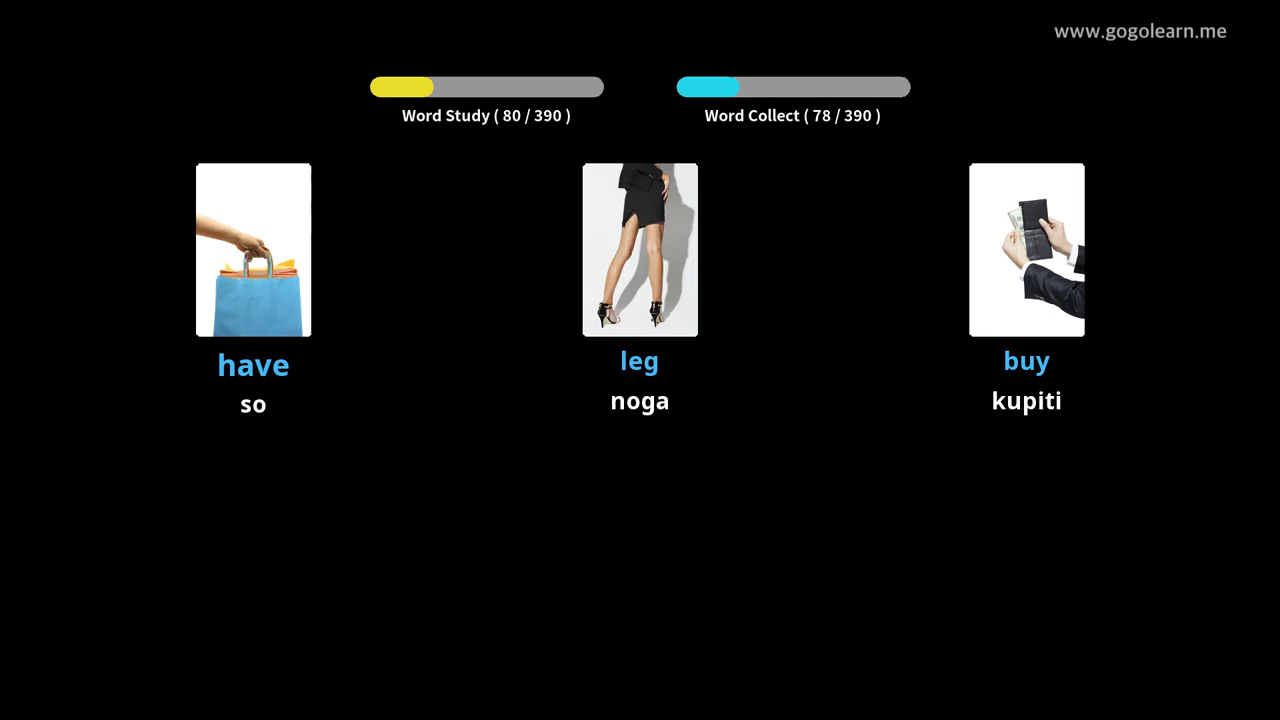 www.gogolearn.me
Word Study ( 80 / 390 )
Word Collect ( 78 / 390 )
have
so
leg
noga
buy
kupiti